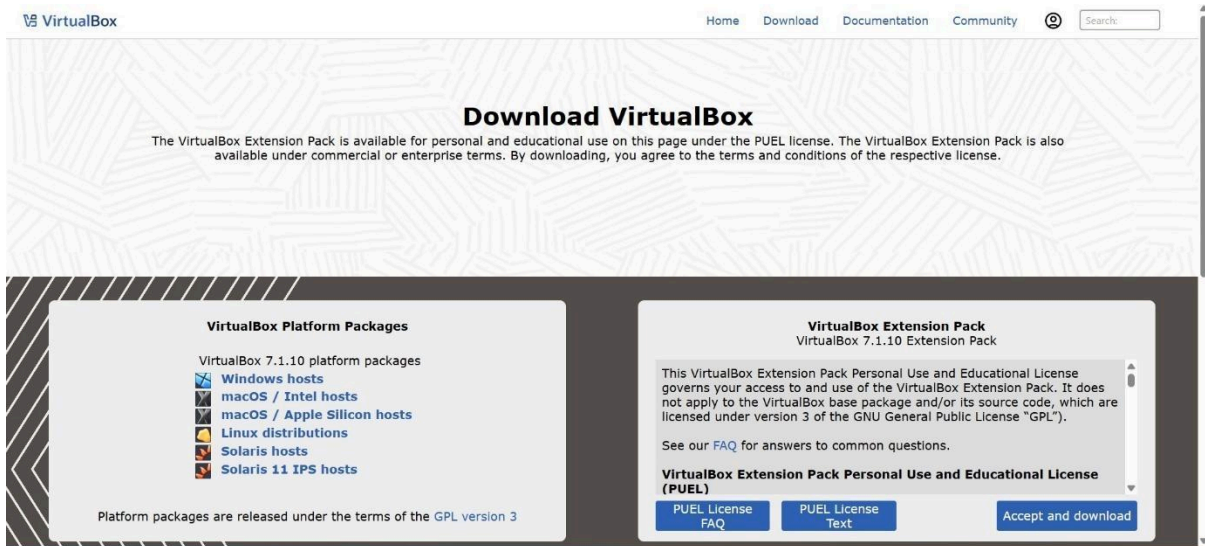 VirtualBox
Home Download Documentation Community Search:
Download VirtualBox
The VirtualBox Extension Pack is available for personal and educational use on this page under the PUEL license. The VirtualBox Extension Pack is also
available under commercial or enterprise terms. By downloading, you agree to the terms and conditions of the respective license.
VirtualBox Platform Packages
VirtualBox 7.1.10 platform packages
Windows hosts
macOS / Intel hosts
macOS / Apple Silicon hosts
Linux distributions
Solaris hosts
Solaris 11 IPS hosts
Platform packages are released under the terms of the GPL version 3
VirtualBox Extension Pack
VirtualBox 7.1.10 Extension Pack
This VirtualBox Extension Pack Personal Use and Educational License
governs your access to and use of the VirtualBox Extension Pack. It does
not apply to the VirtualBox base package and/or its source code, which are
licensed under version 3 of the GNU General Public License “GPL”).
See our FAQ for answers to common questions.
VirtualBox Extension Pack Personal Use and Educational License
(PUEL)
PUEL License
FAQ
PUEL License
Text
Accept and download